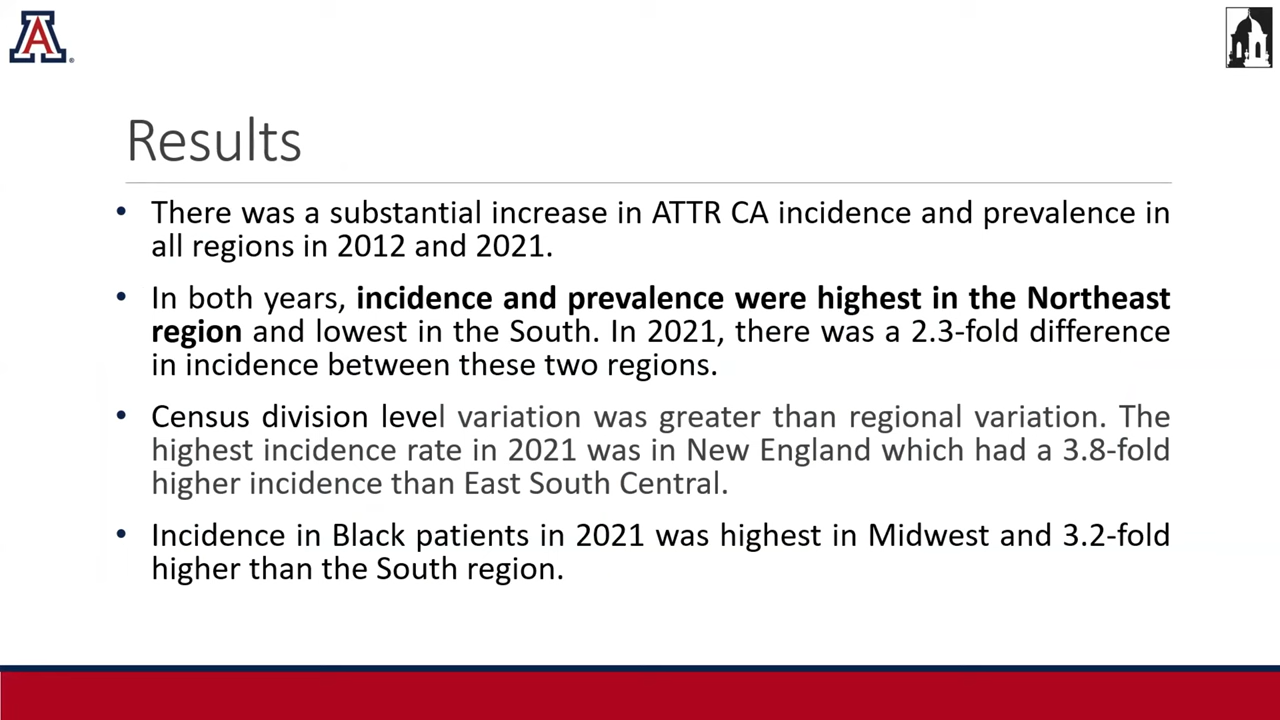 A
Results
• There was a substantial increase in ATTR CA incidence and prevalence in
all regions in 2012 and 2021.
• In both years, incidence and prevalence were highest in the Northeast
region and lowest in the South. In 2021, there was a 2.3-fold difference
in incidence between these two regions.
• Census division level variation was greater than regional variation. The
highest incidence rate in 2021 was in New England which had a 3.8-fold
higher incidence than East South Central.
• Incidence in Black patients in 2021 was highest in Midwest and 3.2-fold
higher than the South region.